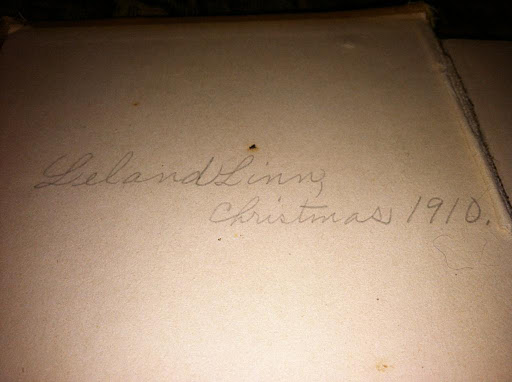 Leland Linn,
Christmas 1910.